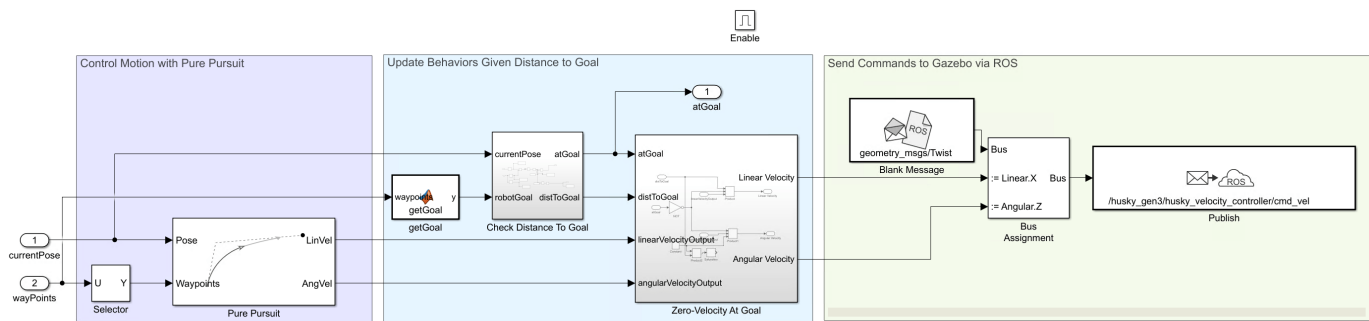 Enable
Control Motion with Pure Pursuit
Update Behaviors Given Distance to Goal
Send Commands to Gazebo via ROS
1
atGoal
currentPose
atGoal
robotGoal
distToGoal
Check Distance To Goal
waypoints
y
getGoal
getGoal
1
currentPose
2
wayPoints
U
Y
Selector
Pose
LinVel
Waypoints
AngVel
Pure Pursuit
atGoal
Linear Velocity
distToGoal
linearVelocityOutput
Angular Velocity
angularVelocityOutput
Zero-Velocity At Goal
ROS
geometry_msgs/Twist
Blank Message
Bus
:= Linear.X
Bus
:= Angular.Z
Bus
Assignment
ROS
/husky_gen3/husky_velocity_controller/cmd_vel
Publish